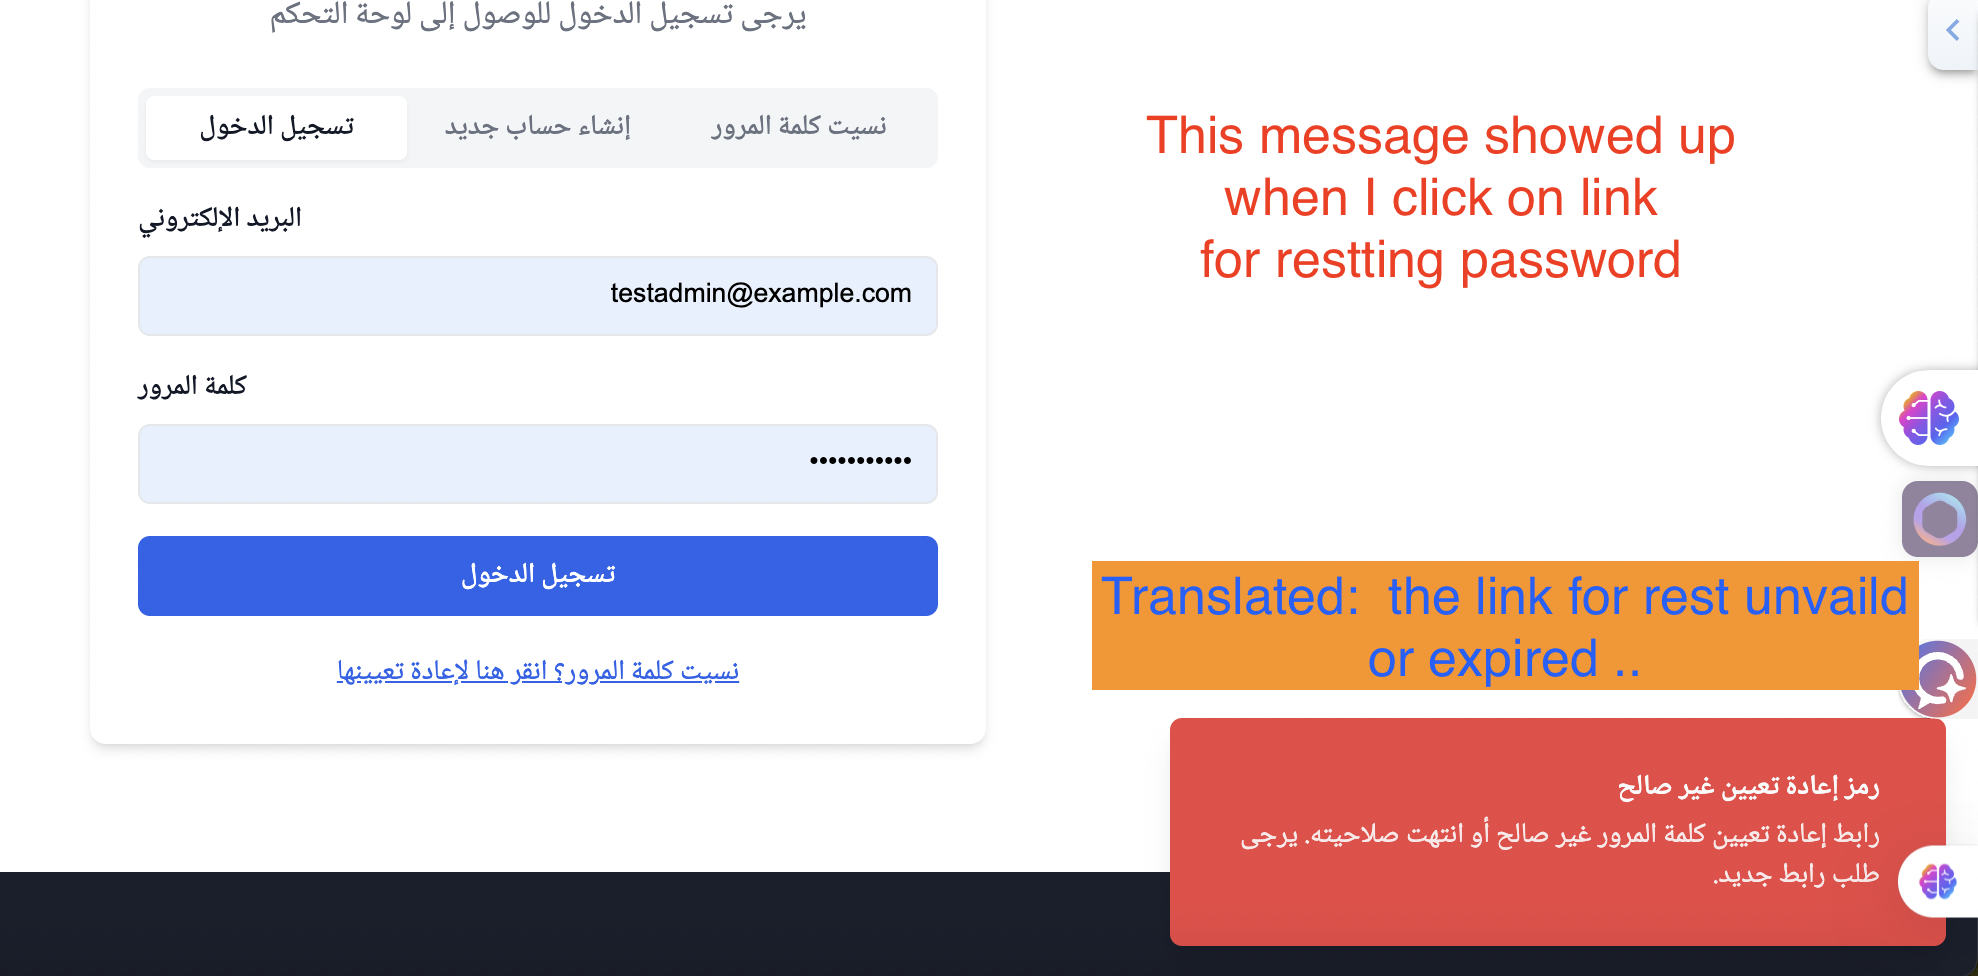 يرجى تسجيل الدخول للوصول إلى لوحة التحكم
نسيت كلمة المرور
إنشاء حساب جديد
تسجيل الدخول
البريد الإلكتروني
testadmin@example.com
كلمة المرور
•••••••••••
تسجيل الدخول
نسيت كلمة المرور؟ انقر هنا لإعادة تعيينها
This message showed up
when I click on link
for restting password
Translated:  the link for rest unvaild
or expired ..
رمز إعادة تعيين غير صالح
رابط إعادة تعيين كلمة المرور غير صالح أو انتهت صلاحيته. يرجى
طلب رابط جديد.